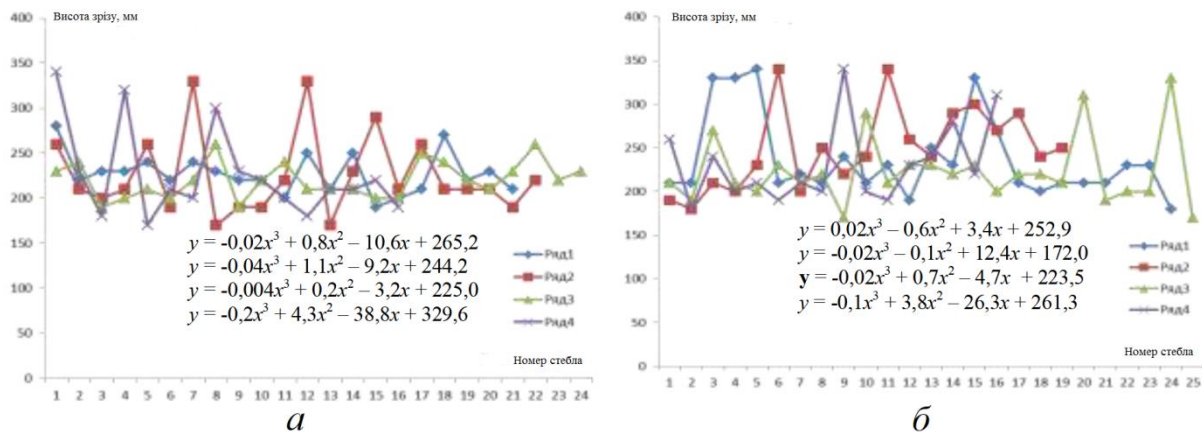 Висота зрізу, мм
400
350
300
250
200
150
100
50
0
y = -0,02x³ + 0,8x² – 10,6x + 265,2
y = -0,04x³ + 1,1x² – 9,2x + 244,2
y = -0,004x³ + 0,2x² – 3,2x + 225,0
y = -0,2x³ + 4,3x² – 38,8x + 329,6
Ряд1
Ряд2
Ряд3
Ряд4
Номер стебла
1 2 3 4 5 6 7 8 9 10 11 12 13 14 15 16 17 18 19 20 21 22 23 24
а
Висота зрізу, мм
400
350
300
250
200
150
100
50
0
y = 0,02x³ – 0,6x² + 3,4x + 252,9
y = -0,02x³ – 0,1x² + 12,4x + 172,0
y = -0,02x³ + 0,7x² – 4,7x + 223,5
y = -0,1x³ + 3,8x² – 26,3x + 261,3
Ряд1
Ряд2
Ряд3
Ряд4
Номер стебла
1 2 3 4 5 6 7 8 9 10 11 12 13 14 15 16 17 18 19 20 21 22 23 24 25
б